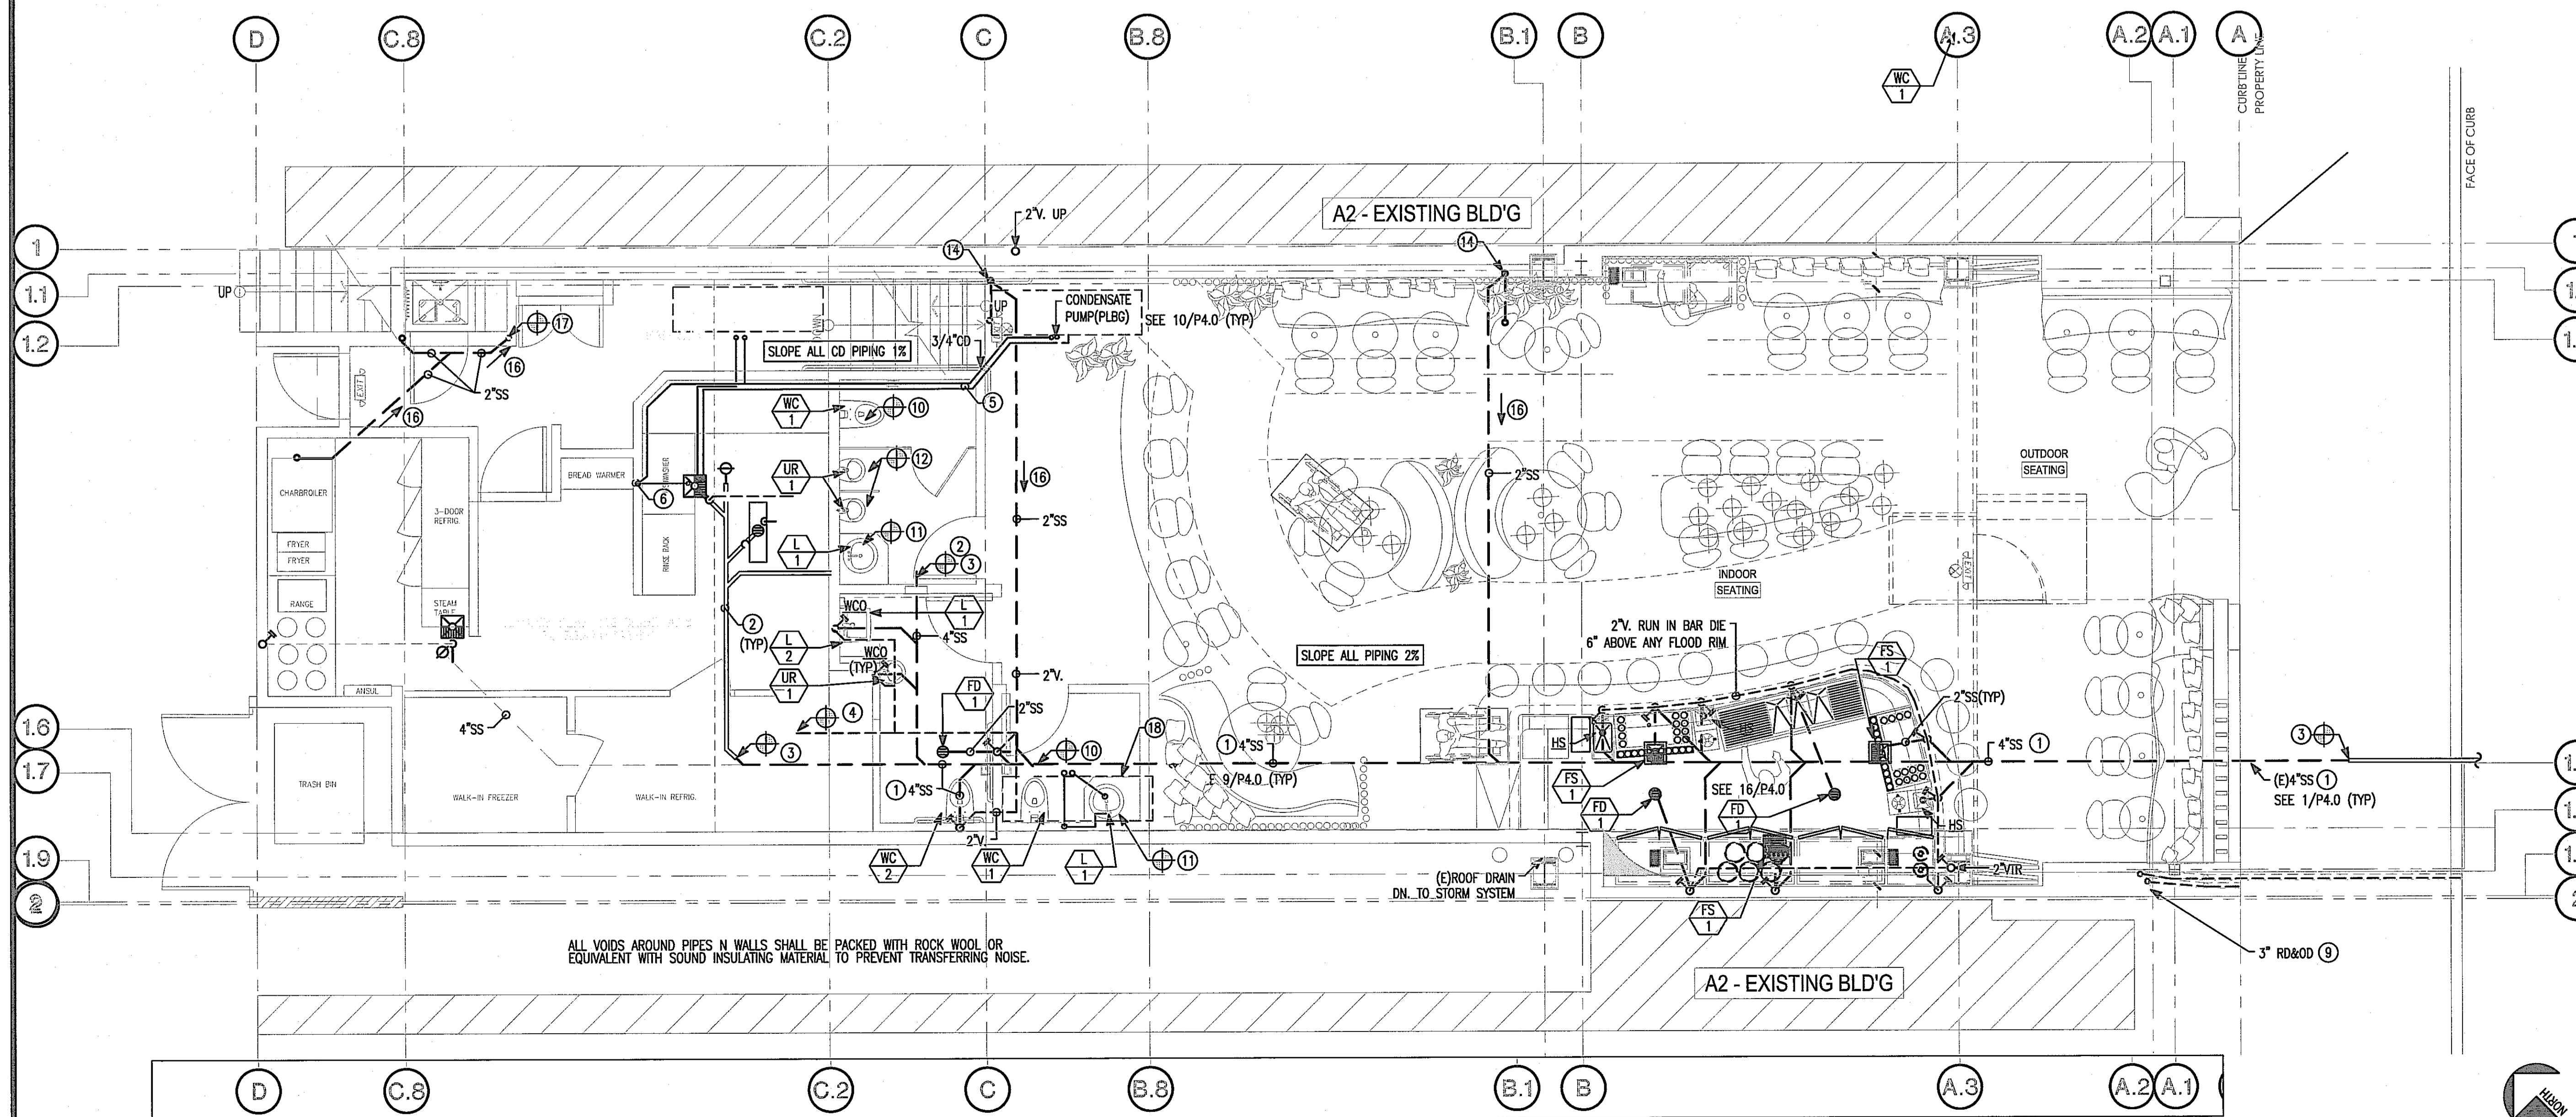 D
C.8
C.2
C
B.8
B.1
B
A.3
A.2
A.1
A
WC
1
CURB LINE
PROPERTY LINE
FACE OF CURB
A2 - EXISTING BLD'G
2"V. UP
1
14
14
1.1
UP
UP
CONDENSATE
PUMP(PLBG)
SEE 10/P4.0 (TYP)
17
1.2
DOWN
3/4"CD
SLOPE ALL CD PIPING 1%
16
2"SS
EXIT
5
16
WC
1
10
16
UR
1
12
OUTDOOR
SEATING
BREAD WARMER
6
2"SS
CHARBROILER
3-DOOR
REFRIG.
16
2"SS
L
1
11
FRYER
FRYER
2
3
RINSE RACK
INDOOR
SEATING
EXIT
RANGE
STEAM
TABLE
WCO
L
1
2
(TYP)
L
2
4"SS
WCO
(TYP)
2"V. RUN IN BAR DIE
6" ABOVE ANY FLOOD RIM
SLOPE ALL PIPING 2%
FS
1
2"V.
UR
1
ANSUL
FD
1
2"SS
2"SS(TYP)
4
18
4"SS
1.6
3
10
1 4"SS
HS
4"SS 1
3
1.7
E 9/P4.0 (TYP)
FS
1
(E)4"SS 1
SEE 1/P4.0 (TYP)
TRASH BIN
WALK-IN FREEZER
WALK-IN REFRIG.
1 4"SS
SEE 16/P4.0
FD
1
FD
1
HS
2"V.
1.9
WC
2
WC
1
L
1
11
(E)ROOF DRAIN
DN. TO STORM SYSTEM
2"VTR
2
FS
1
ALL VOIDS AROUND PIPES N WALLS SHALL BE PACKED WITH ROCK WOOL OR
EQUIVALENT WITH SOUND INSULATING MATERIAL TO PREVENT TRANSFERRING NOISE.
3" RD&OD 9
A2 - EXISTING BLD'G
D
C.8
C.2
C
B.8
B.1
B
A.3
A.2
A.1
NORTH